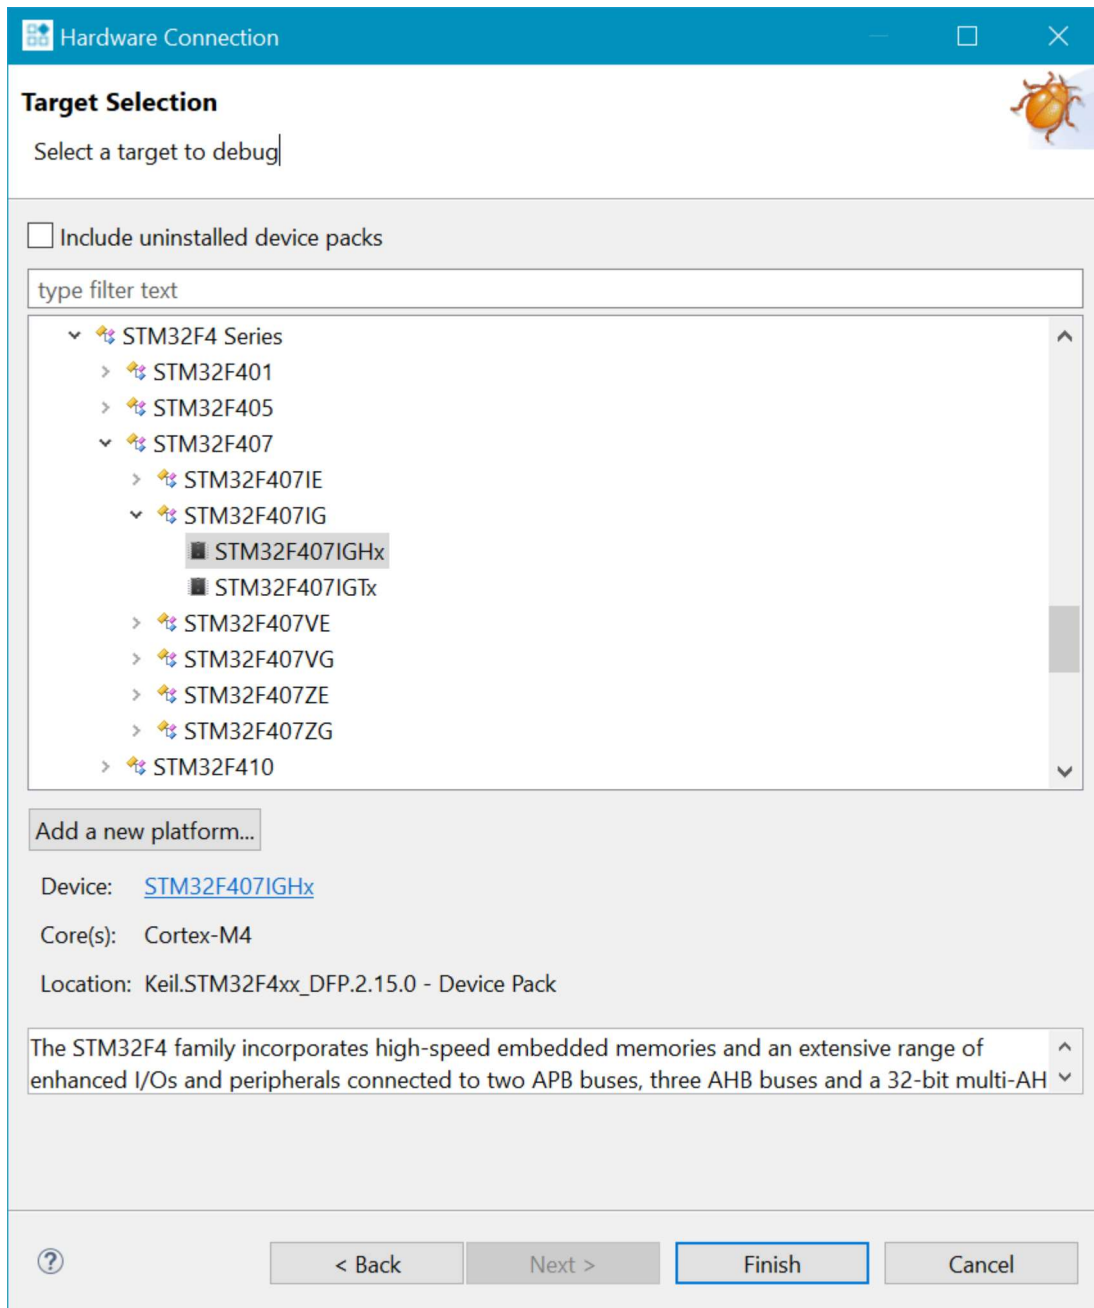 Hardware Connection
Target Selection
Select a target to debug
Include uninstalled device packs
type filter text
STM32F4 Series
STM32F401
STM32F405
STM32F407
STM32F407IE
STM32F407IG
STM32F407IGHx
STM32F407IGTx
STM32F407VE
STM32F407VG
STM32F407ZE
STM32F407ZG
STM32F410
Add a new platform...
Device: STM32F407IGHx
Core(s): Cortex-M4
Location: Keil.STM32F4xx_DFP.2.15.0 - Device Pack
The STM32F4 family incorporates high-speed embedded memories and an extensive range of
enhanced I/Os and peripherals connected to two APB buses, three AHB buses and a 32-bit multi-AH
? < Back Next > Finish Cancel